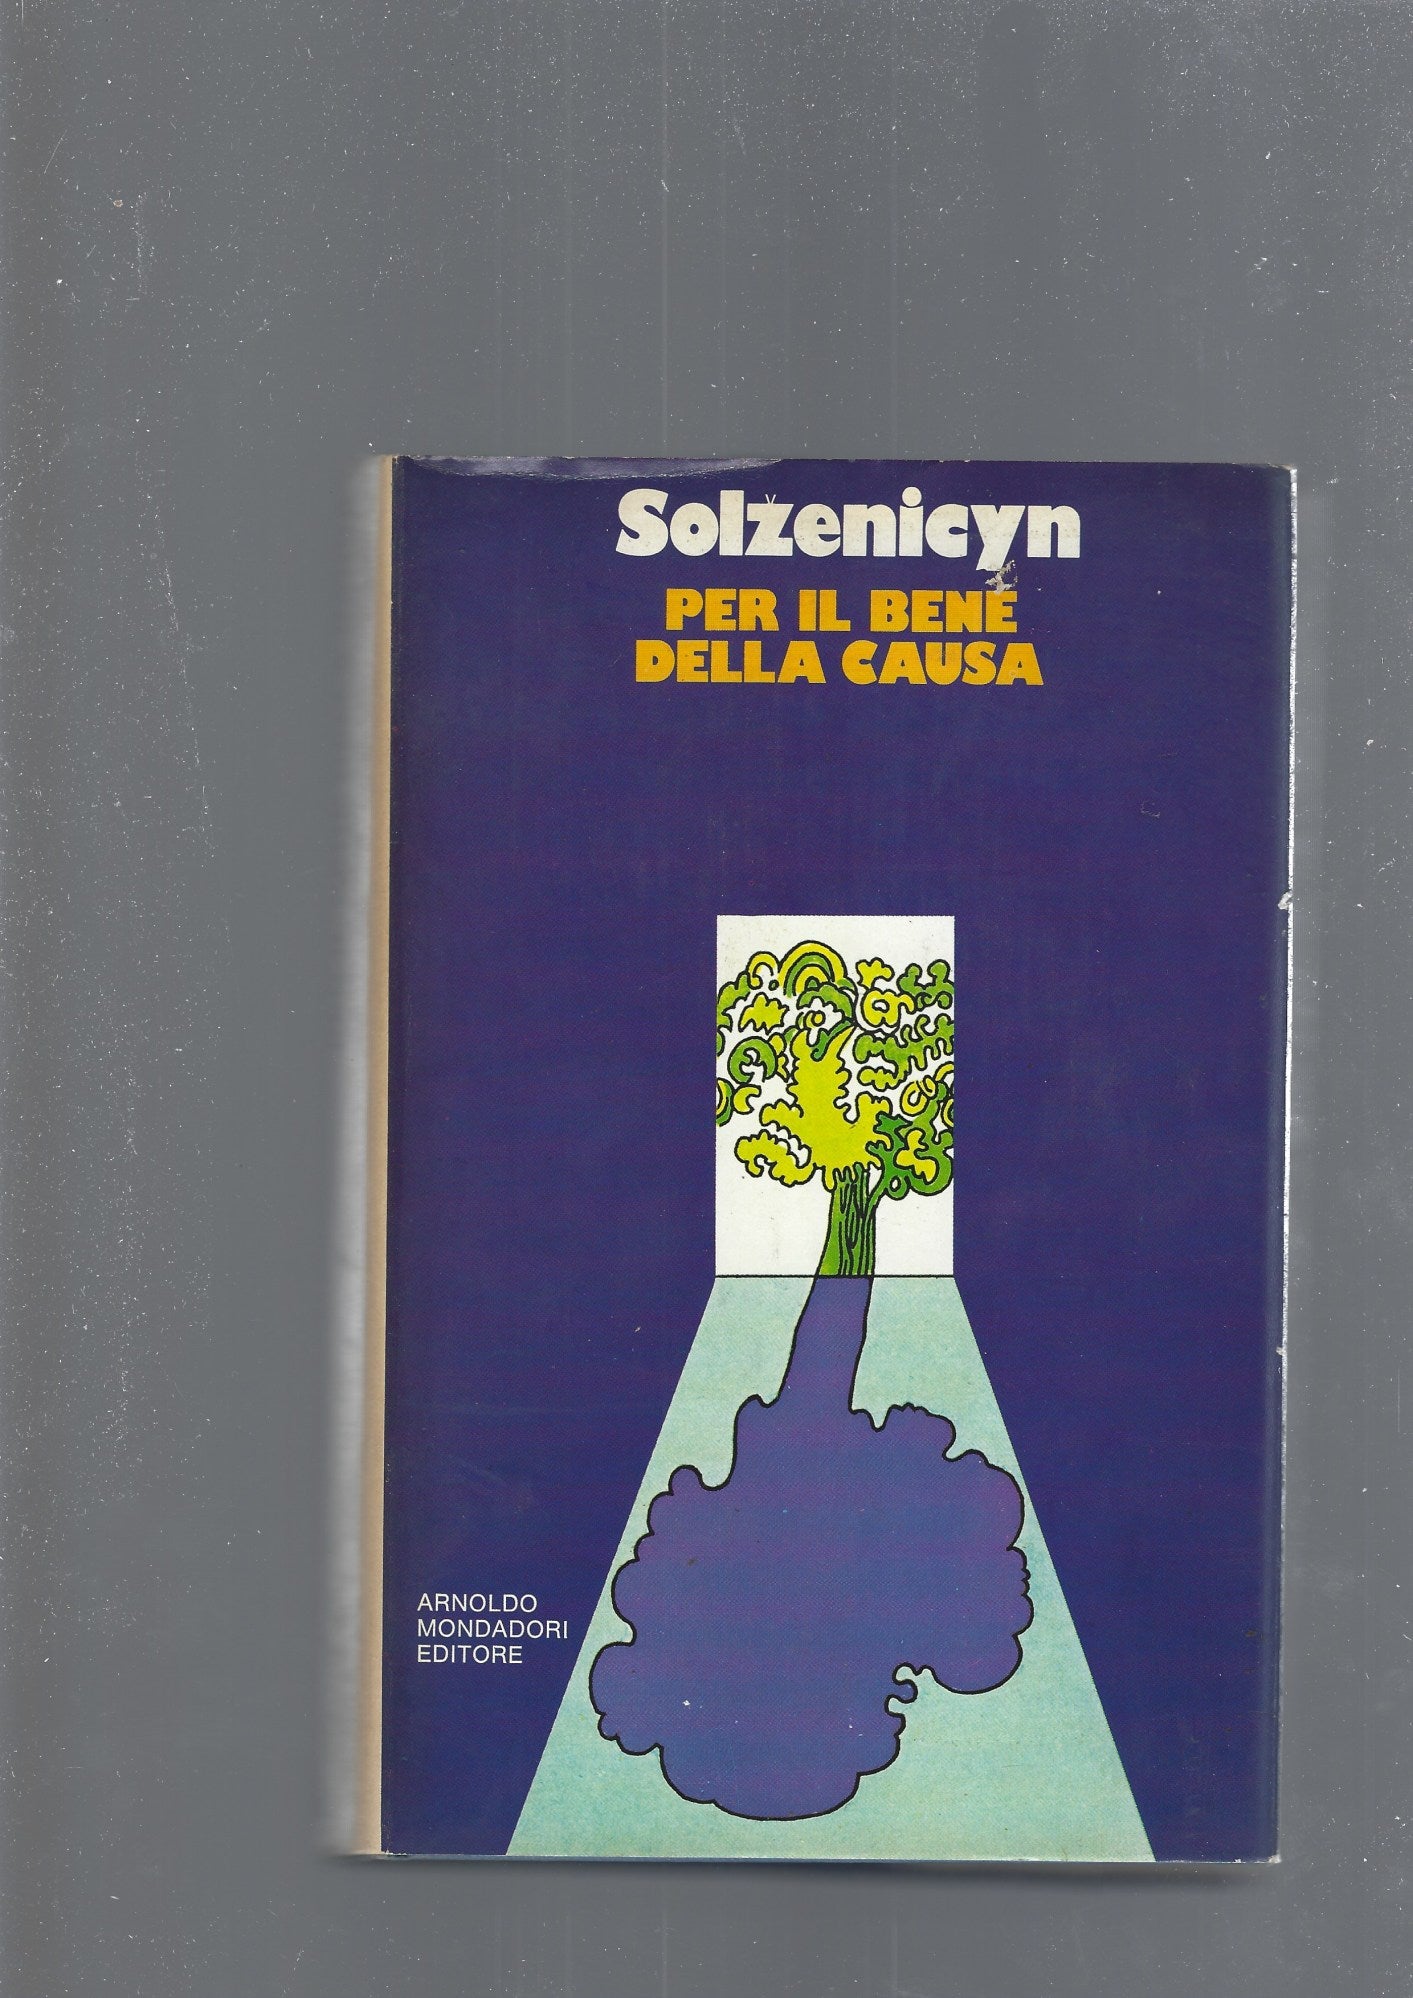 Solženicyn
PER IL BENE
DELLA CAUSA
ARNOLDO
MONDADORI
EDITORE